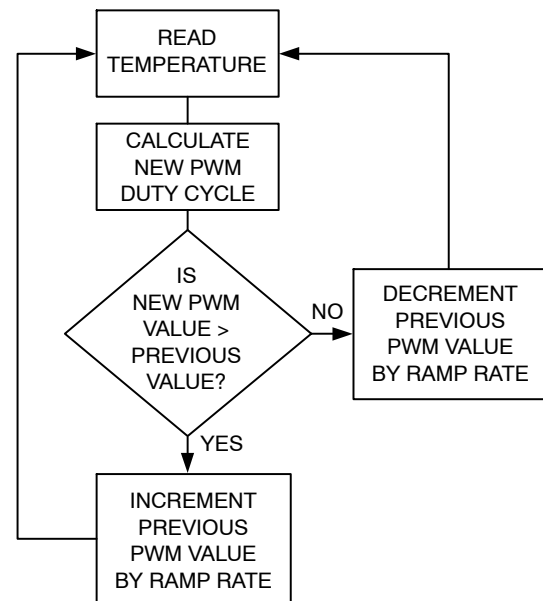 READ
TEMPERATURE
CALCULATE
NEW PWM
DUTY CYCLE
IS
NEW PWM
VALUE >
PREVIOUS
VALUE?
NO
DECREMENT
PREVIOUS
PWM VALUE
BY RAMP RATE
YES
INCREMENT
PREVIOUS
PWM VALUE
BY RAMP RATE